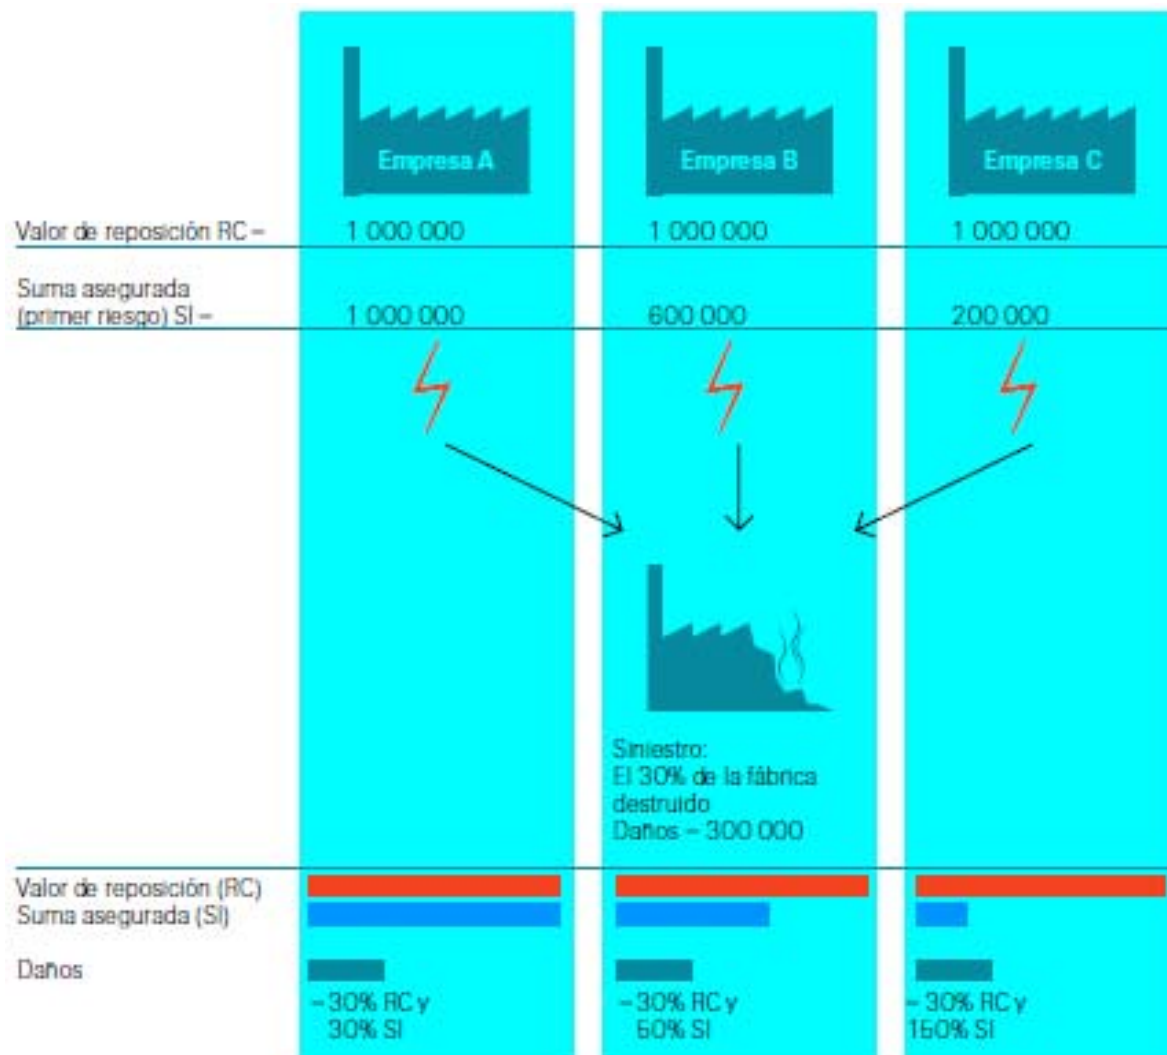 Empresa A
Empresa B
Empresa C
Valor de reposición RC – 1 000 000 1 000 000 1 000 000
Suma asegurada
(primer riesgo) SI – 1 000 000 600 000 200 000
Siniestro:
El 30% de la fábrica
destruido
Daños – 300 000
Valor de reposición (RC)
Suma asegurada (SI)
Daños
– 30% RC y
30% SI
– 30% RC y
50% SI
– 30% RC y
150% SI